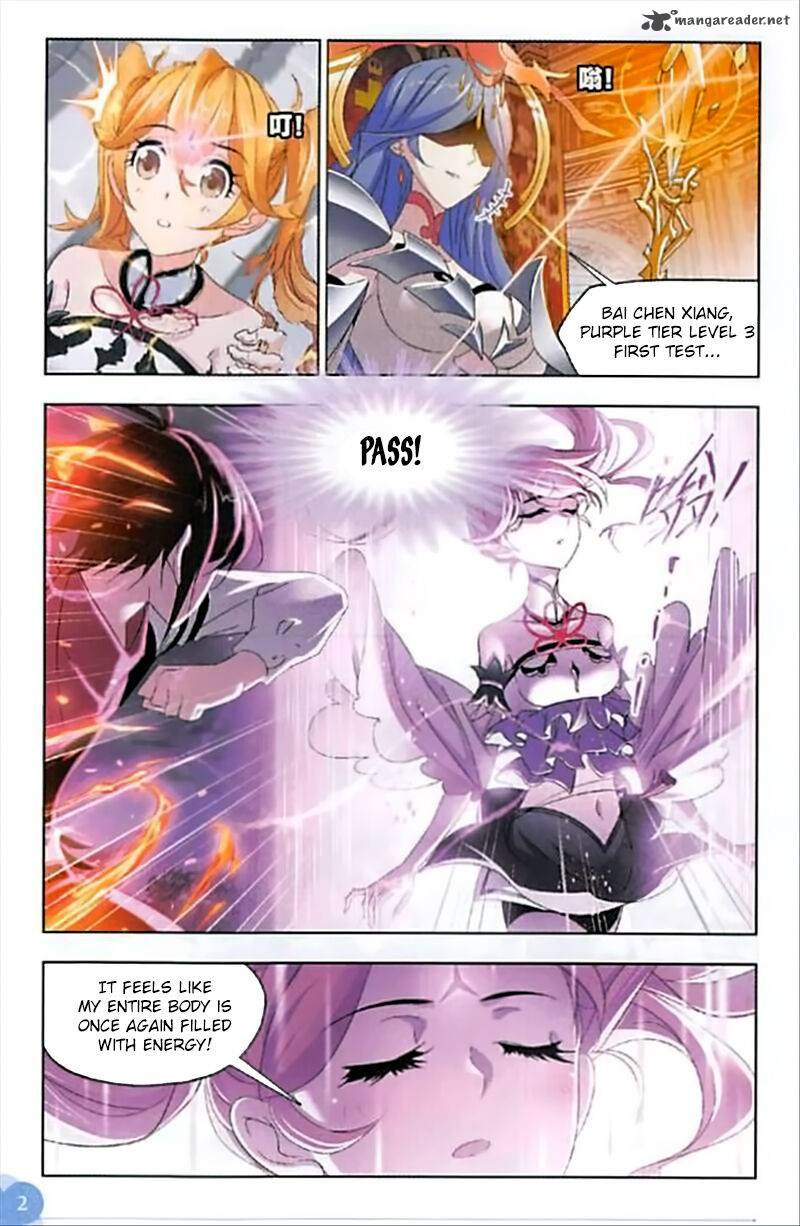 mangareader.net
叮!
嗡!
BAI CHEN XIANG,
PURPLE TIER LEVEL 3
FIRST TEST...
PASS!
IT FEELS LIKE
MY ENTIRE BODY IS
ONCE AGAIN FILLED
WITH ENERGY!
2